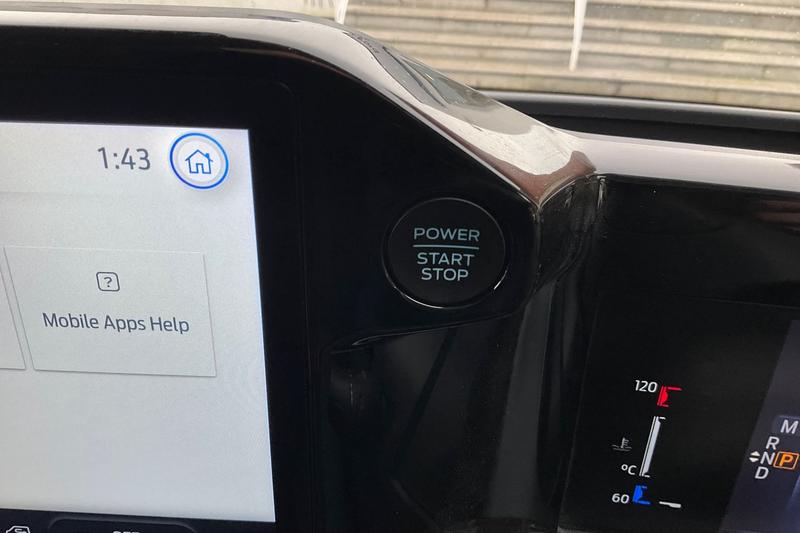 1:43
POWER
START
STOP
?
Mobile Apps Help
120
°C
60
M
R
N P
D